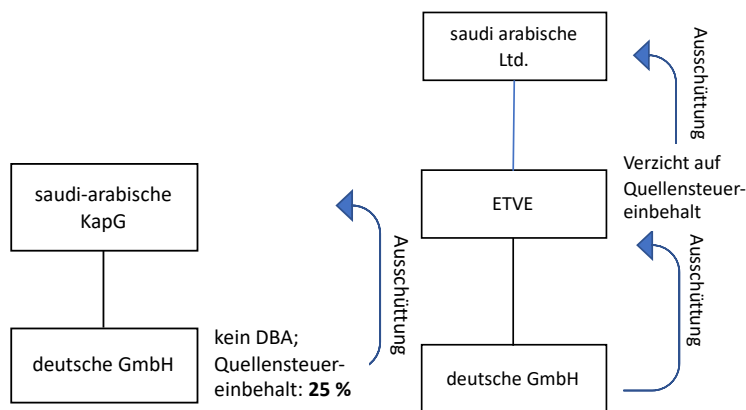 saudi-arabische
KapG
deutsche GmbH
kein DBA;
Quellensteuer-
einbehalt: 25 %
Ausschüttung
saudi arabische
Ltd.
Ausschüttung
ETVE
Verzicht auf
Quellensteuer-
einbehalt
Ausschüttung
deutsche GmbH